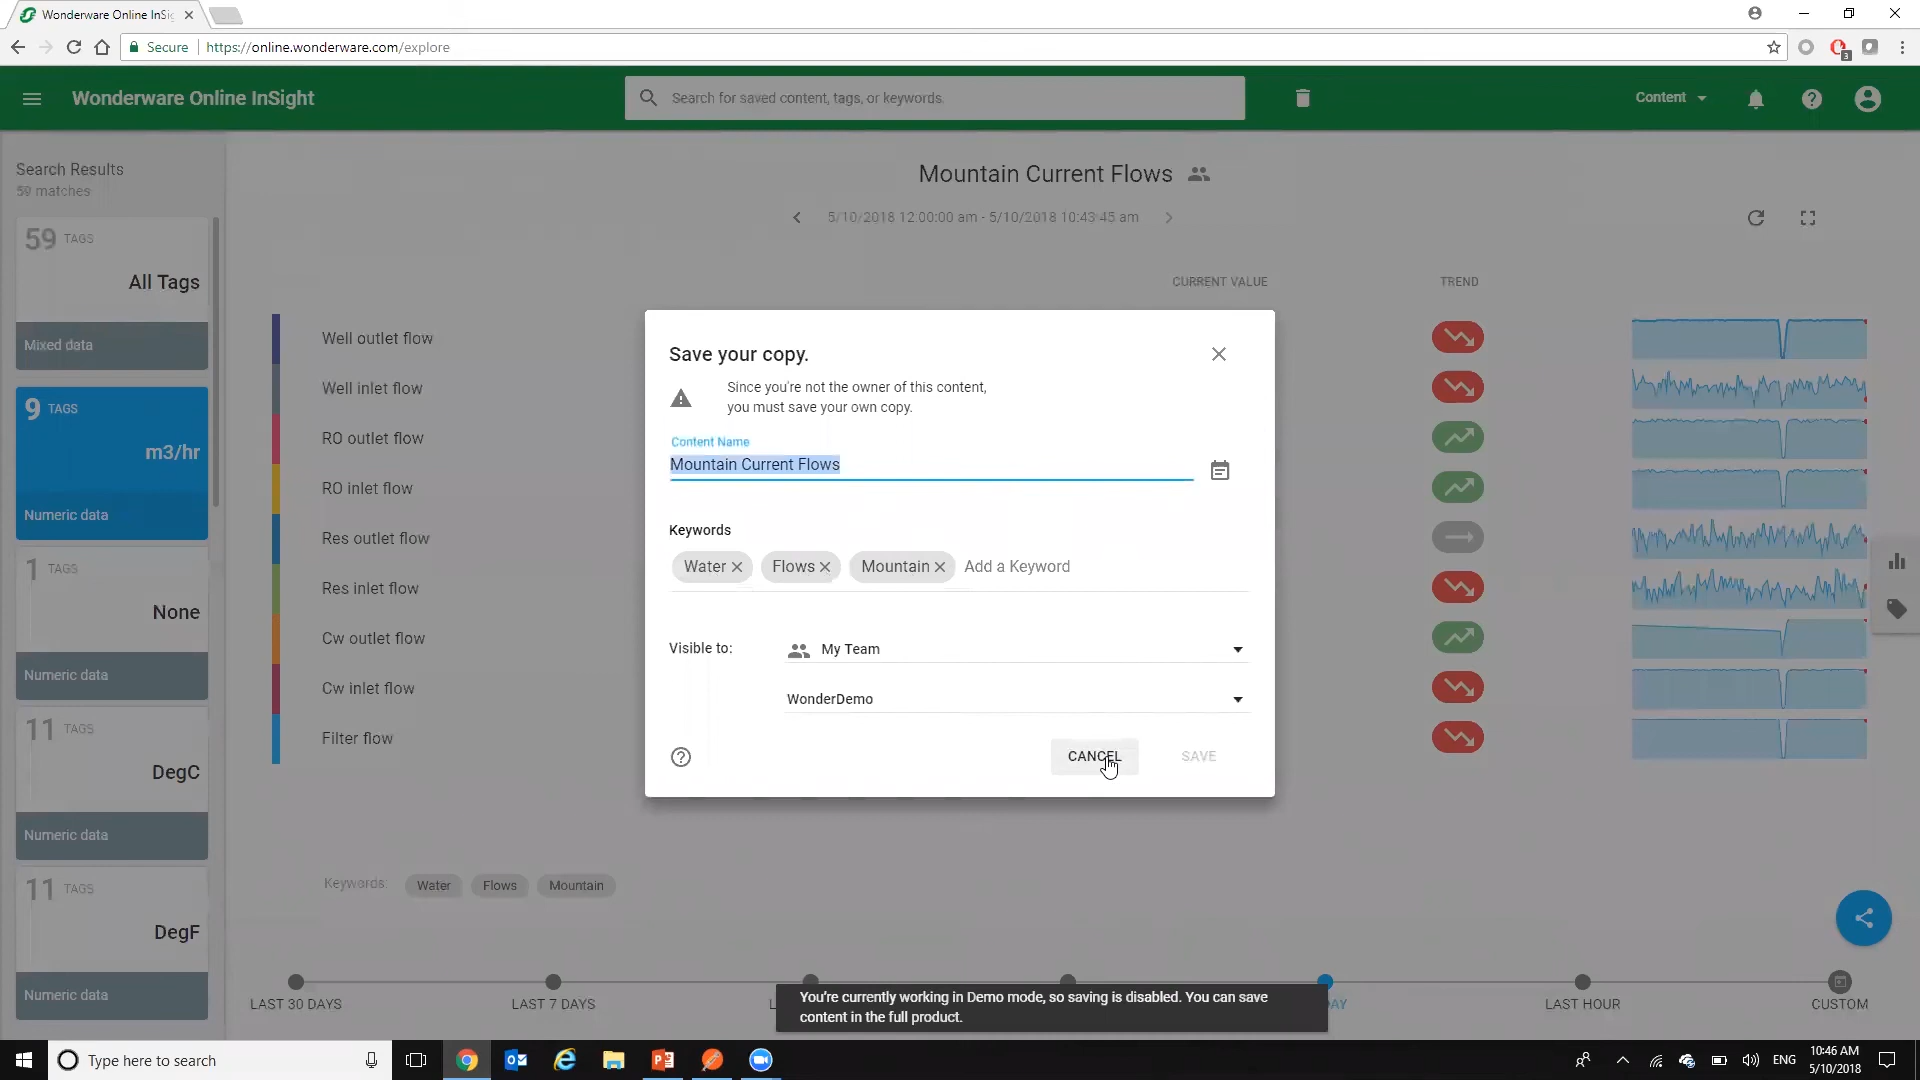 Wonderware Online InSi
Secure
https://online.wonderware.com/explore
3
Wonderware Online InSight
Search for saved content, tags, or keywords.
Content
Search Results
59 matches
59 TAGS
All Tags
Mixed data
9 TAGS
m3/hr
Numeric data
1 TAGS
None
Numeric data
11 TAGS
DegC
Numeric data
11 TAGS
DegF
Numeric data
Mountain Current Flows
5/10/2018 12:00:00 am - 5/10/2018 10:43:45 am
CURRENT VALUE
TREND
Well outlet flow
Well inlet flow
RO outlet flow
RO inlet flow
Res outlet flow
Res inlet flow
Cw outlet flow
Cw inlet flow
Filter flow
Save your copy.
Since you're not the owner of this content,
you must save your own copy.
Content Name
Mountain Current Flows
Keywords
Water Flows Mountain Add a Keyword
Visible to:
My Team
WonderDemo
CANCEL
SAVE
Keywords: Water Flows Mountain
LAST 30 DAYS
LAST 7 DAYS
LAST HOUR
CUSTOM
You're currently working in Demo mode, so saving is disabled. You can save
content in the full product.
Type here to search
ENG
10:46 AM
5/10/2018